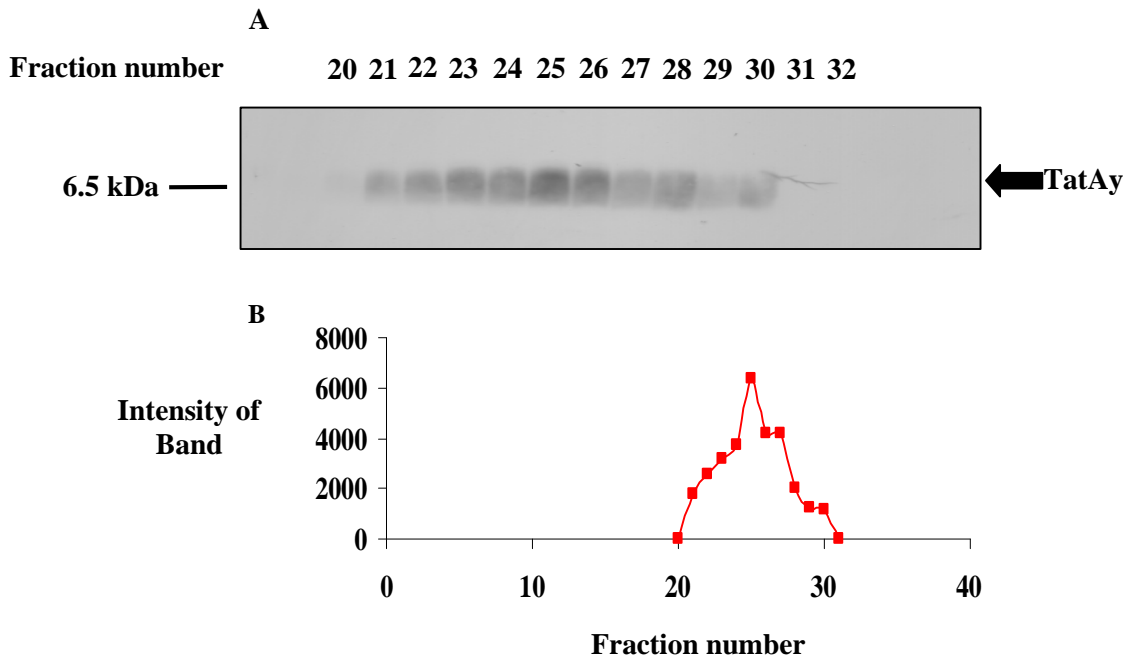 A
Fraction number 20 21 22 23 24 25 26 27 28 29 30 31 32
6.5 kDa TatAy
B
8000
6000
4000
2000
0
Intensity of
Band
0 10 20 30 40
Fraction number